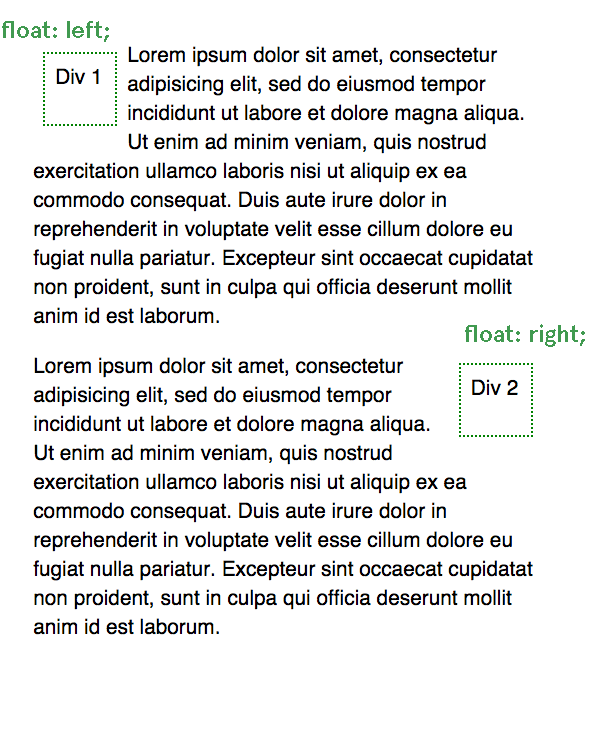 float: left;
Div 1
Lorem ipsum dolor sit amet, consectetur
adipisicing elit, sed do eiusmod tempor
incididunt ut labore et dolore magna aliqua.
Ut enim ad minim veniam, quis nostrud
exercitation ullamco laboris nisi ut aliquip ex ea
commodo consequat. Duis aute irure dolor in
reprehenderit in voluptate velit esse cillum dolore eu
fugiat nulla pariatur. Excepteur sint occaecat cupidatat
non proident, sunt in culpa qui officia deserunt mollit
anim id est laborum.
float: right;
Div 2
Lorem ipsum dolor sit amet, consectetur
adipisicing elit, sed do eiusmod tempor
incididunt ut labore et dolore magna aliqua.
Ut enim ad minim veniam, quis nostrud
exercitation ullamco laboris nisi ut aliquip ex ea
commodo consequat. Duis aute irure dolor in
reprehenderit in voluptate velit esse cillum dolore eu
fugiat nulla pariatur. Excepteur sint occaecat cupidatat
non proident, sunt in culpa qui officia deserunt mollit
anim id est laborum.